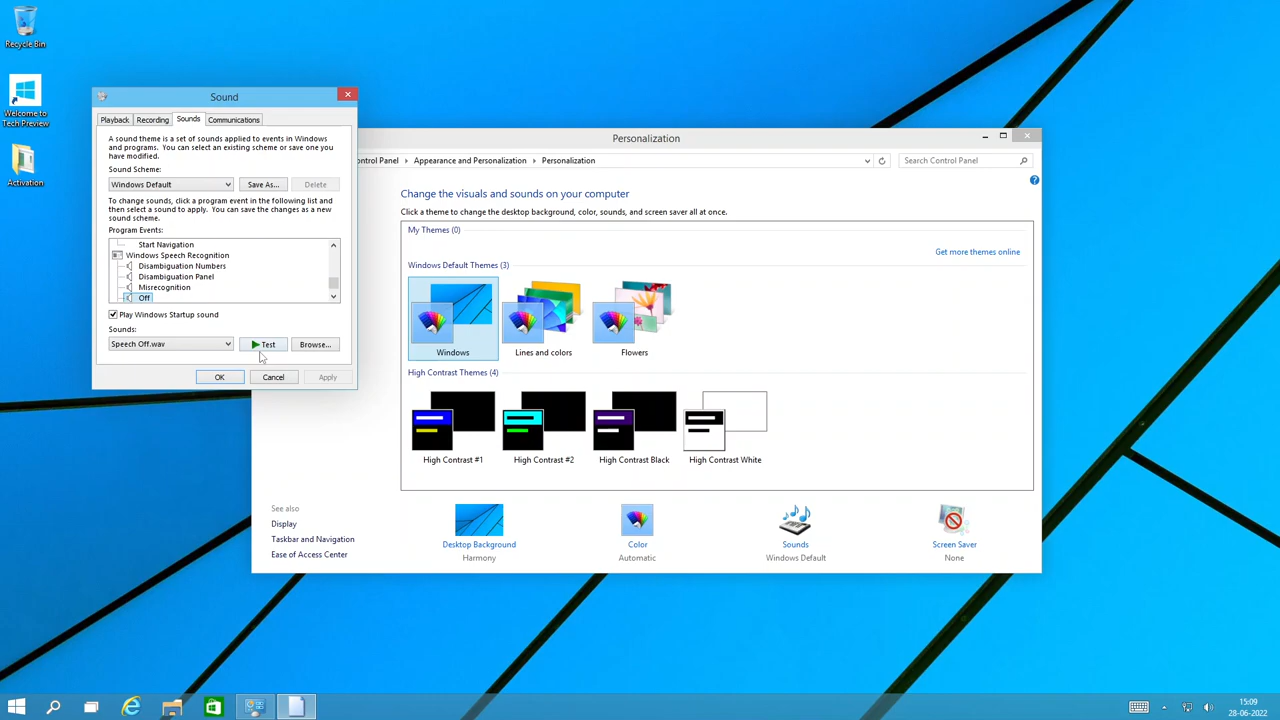 Recycle Bin
Welcome to
Tech Preview
Activation
Sound
Playback
Recording
Sounds
Communications
A sound theme is a set of sounds applied to events in Windows
and programs. You can select an existing scheme or save one you
have modified.
Sound Scheme:
Windows Default
Save As...
Delete
To change sounds, click a program event in the following list and
then select a sound to apply. You can save the changes as a new
sound scheme.
Program Events:
Start Navigation
Windows Speech Recognition
Disambiguation Numbers
Disambiguation Panel
Misrecognition
Off
Play Windows Startup sound
Sounds:
Speech Off.wav
Test
Browse...
OK
Cancel
Apply
Personalization
ontrol Panel
Appearance and Personalization
Personalization
Search Control Panel
Change the visuals and sounds on your computer
Click a theme to change the desktop background, color, sounds, and screen saver all at once.
My Themes (0)
Get more themes online
Windows Default Themes (3)
Windows
Lines and colors
Flowers
High Contrast Themes (4)
High Contrast #1
High Contrast #2
High Contrast Black
High Contrast White
See also
Display
Taskbar and Navigation
Ease of Access Center
Desktop Background
Harmony
Color
Automatic
Sounds
Windows Default
Screen Saver
None
15:09
28-06-2022